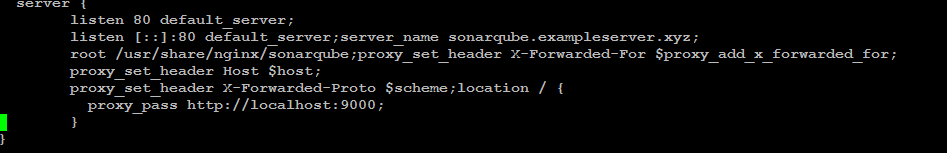 server {
listen 80 default_server;
listen [::]:80 default_server;server_name sonarqube.exampleserver.xyz;
root /usr/share/nginx/sonarqube;proxy_set_header X-Forwarded-For $proxy_add_x_forwarded_for;
proxy_set_header Host $host;
proxy_set_header X-Forwarded-Proto $scheme;location / {
proxy_pass http://localhost:9000;
}
}